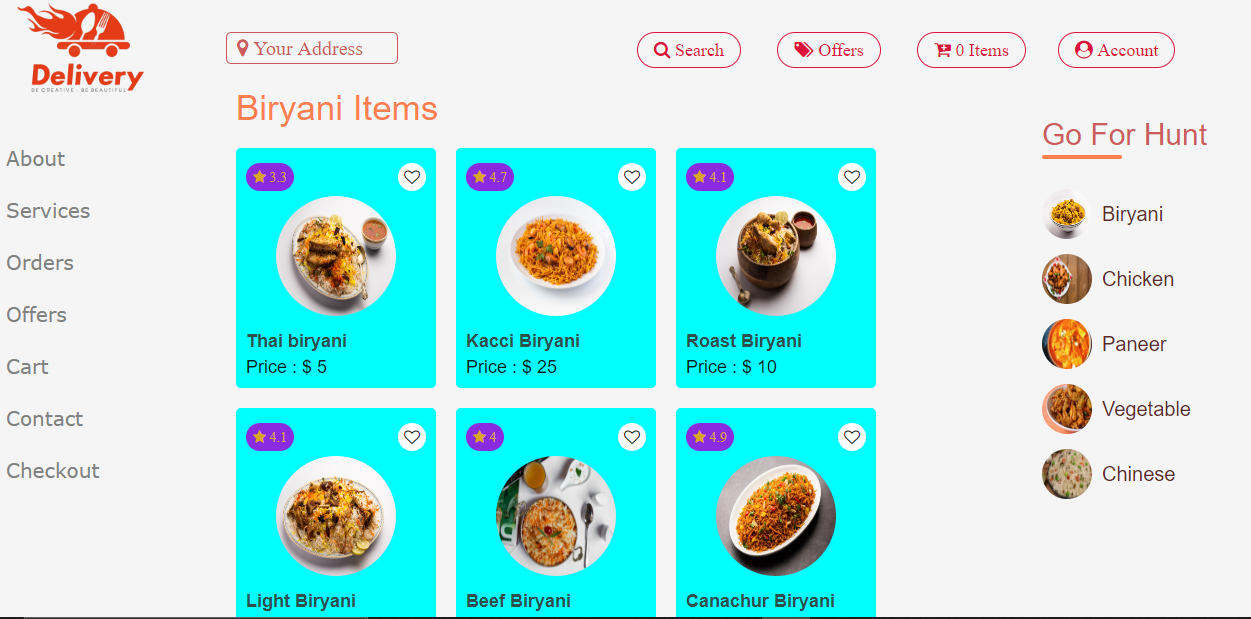 Delivery
BE CREATIVE - BE BEAUTIFUL
Your Address
Search
Offers
0 Items
Account
About
Services
Orders
Offers
Cart
Contact
Checkout
Biryani Items
3.3
Thai biryani
Price : $ 5
4.7
Kacci Biryani
Price : $ 25
4.1
Roast Biryani
Price : $ 10
4.1
Light Biryani
4
Beef Biryani
4.9
Canachur Biryani
Go For Hunt
Biryani
Chicken
Paneer
Vegetable
Chinese